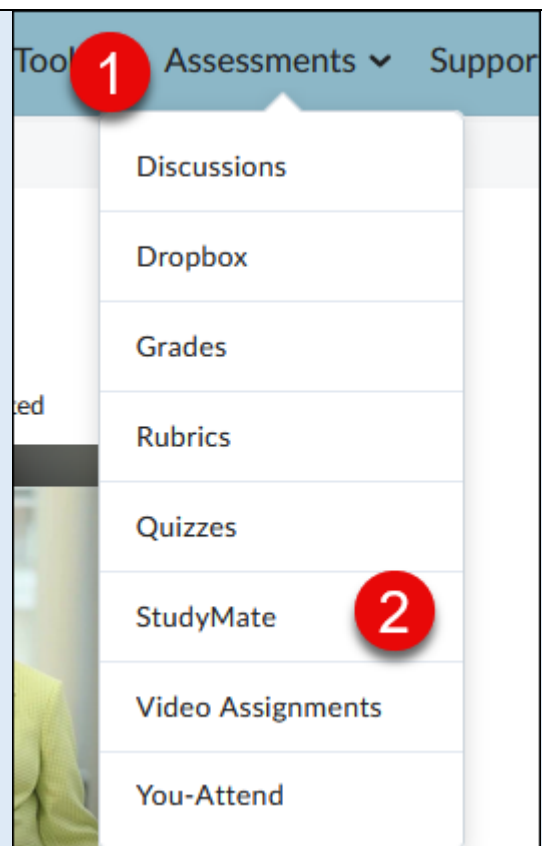 Tool 1 Assessments Suppor
Discussions
Dropbox
Grades
ted
Rubrics
Quizzes
StudyMate 2
Video Assignments
You-Attend